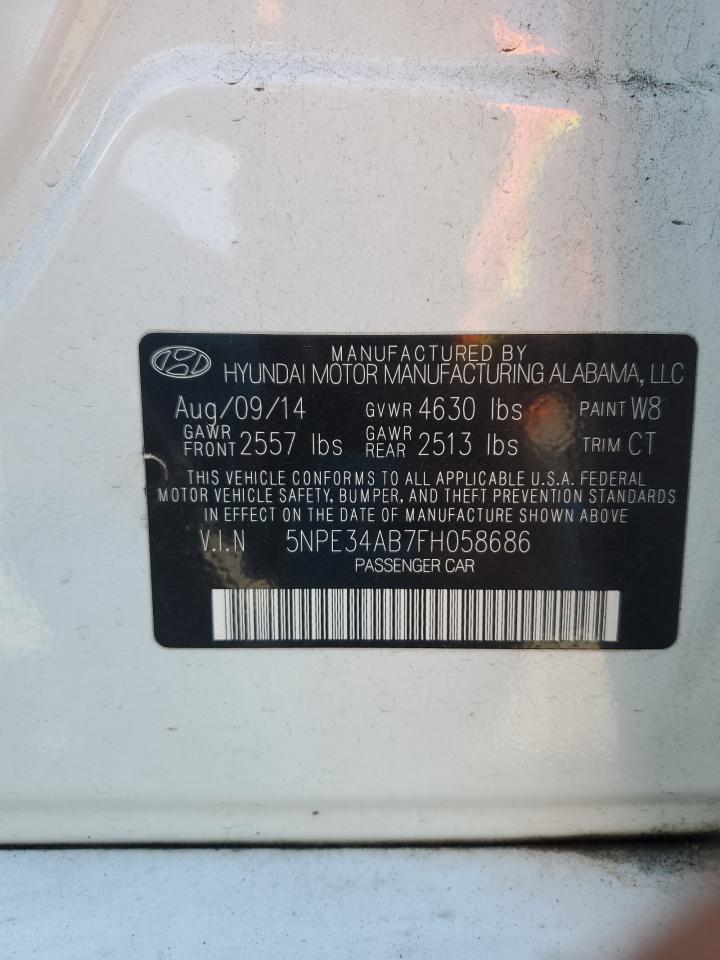 MANUFACTURED BY
HYUNDAI MOTOR MANUFACTURING ALABAMA, LLC
Aug/09/14 GVWR 4630 lbs PAINT W8
GAWR FRONT 2557 lbs GAWR REAR 2513 lbs TRIM CT
THIS VEHICLE CONFORMS TO ALL APPLICABLE U.S.A. FEDERAL
MOTOR VEHICLE SAFETY, BUMPER, AND THEFT PREVENTION STANDARDS
IN EFFECT ON THE DATE OF MANUFACTURE SHOWN ABOVE
V.I.N 5NPE34AB7FH058686
PASSENGER CAR